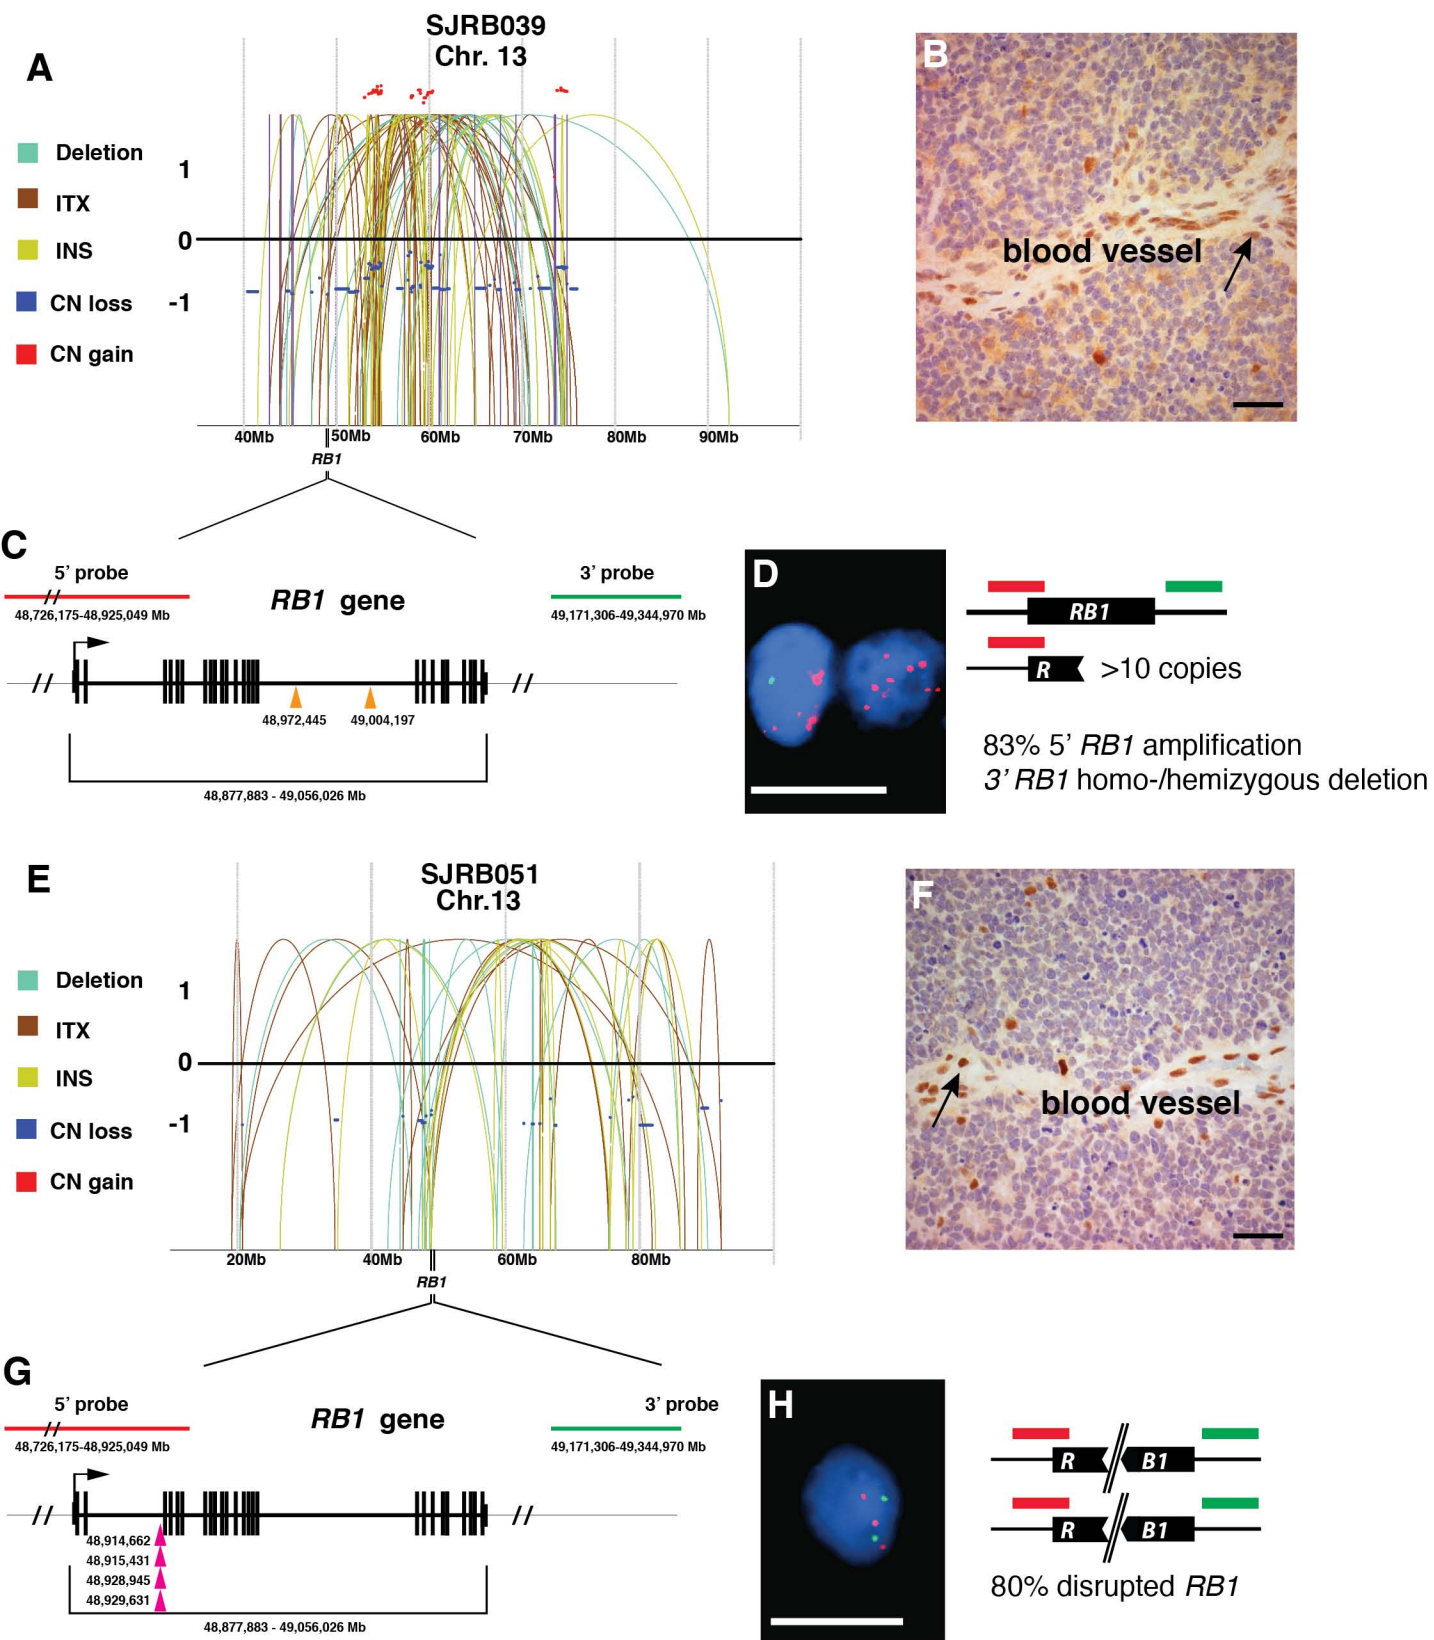 SJRB039
Chr. 13
A
Deletion
ITX
INS
CN loss
CN gain
1
0
-1
40Mb 50Mb 60Mb 70Mb 80Mb 90Mb
RB1
B
blood vessel
C
5’ probe
48,726,175-48,925,049 Mb
RB1 gene
3’ probe
49,171,306-49,344,970 Mb
48,972,445 49,004,197
48,877,883 - 49,056,026 Mb
D
RB1
R >10 copies
83% 5’ RB1 amplification
3’ RB1 homo-/hemizygous deletion
E
SJRB051
Chr.13
Deletion
ITX
INS
CN loss
CN gain
1
0
-1
20Mb 40Mb 60Mb 80Mb
RB1
F
blood vessel
G
5’ probe
48,726,175-48,925,049 Mb
RB1 gene
3’ probe
49,171,306-49,344,970 Mb
48,914,662
48,915,431
48,928,945
48,929,631
48,877,883 - 49,056,026 Mb
H
R B1
R B1
80% disrupted RB1